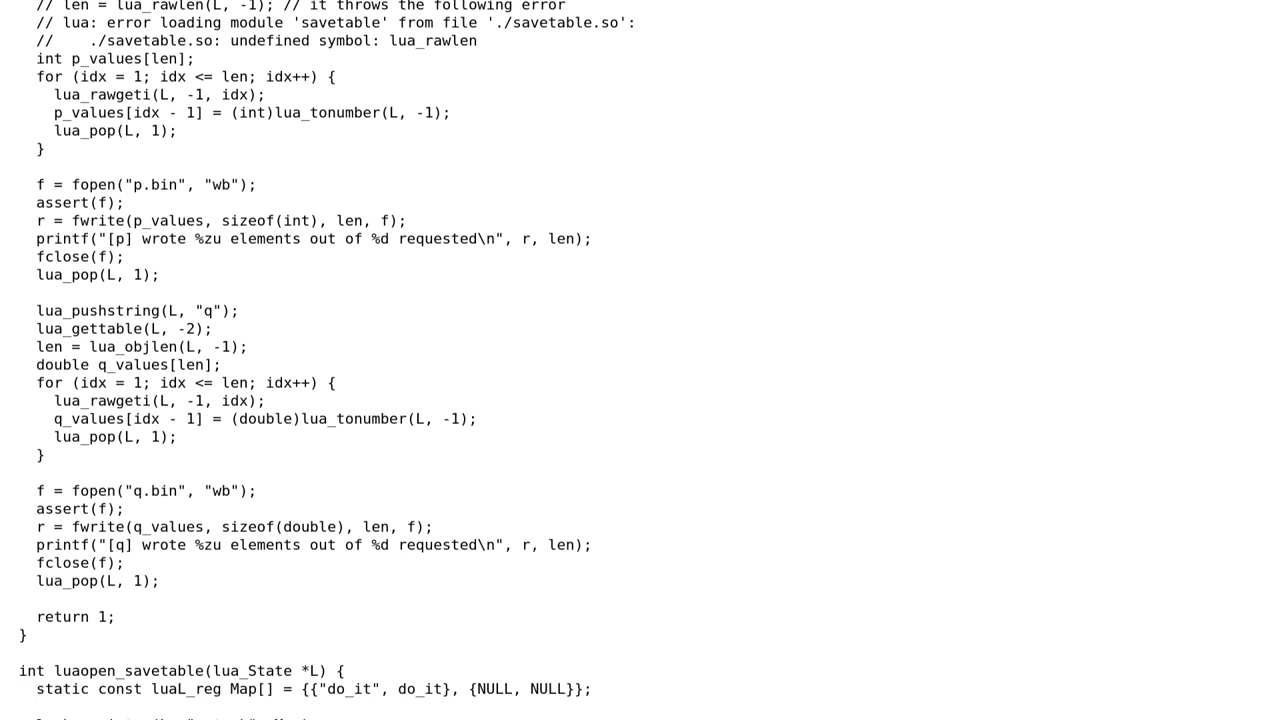 // len = lua_rawlen(L, -1); // it throws the following error
// lua: error loading module 'savetable' from file './savetable.so':
//    ./savetable.so: undefined symbol: lua_rawlen
int p_values[len];
for (idx = 1; idx <= len; idx++) {
lua_rawgeti(L, -1, idx);
p_values[idx - 1] = (int)lua_tonumber(L, -1);
lua_pop(L, 1);
}
f = fopen("p.bin", "wb");
assert(f);
r = fwrite(p_values, sizeof(int), len, f);
printf("[p] wrote %zu elements out of %d requested\n", r, len);
fclose(f);
lua_pop(L, 1);
lua_pushstring(L, "q");
lua_gettable(L, -2);
len = lua_objlen(L, -1);
double q_values[len];
for (idx = 1; idx <= len; idx++) {
lua_rawgeti(L, -1, idx);
q_values[idx - 1] = (double)lua_tonumber(L, -1);
lua_pop(L, 1);
}
f = fopen("q.bin", "wb");
assert(f);
r = fwrite(q_values, sizeof(double), len, f);
printf("[q] wrote %zu elements out of %d requested\n", r, len);
fclose(f);
lua_pop(L, 1);
return 1;
}
int luaopen_savetable(lua_State *L) {
static const luaL_reg Map[] = {{"do_it", do_it}, {NULL, NULL}};